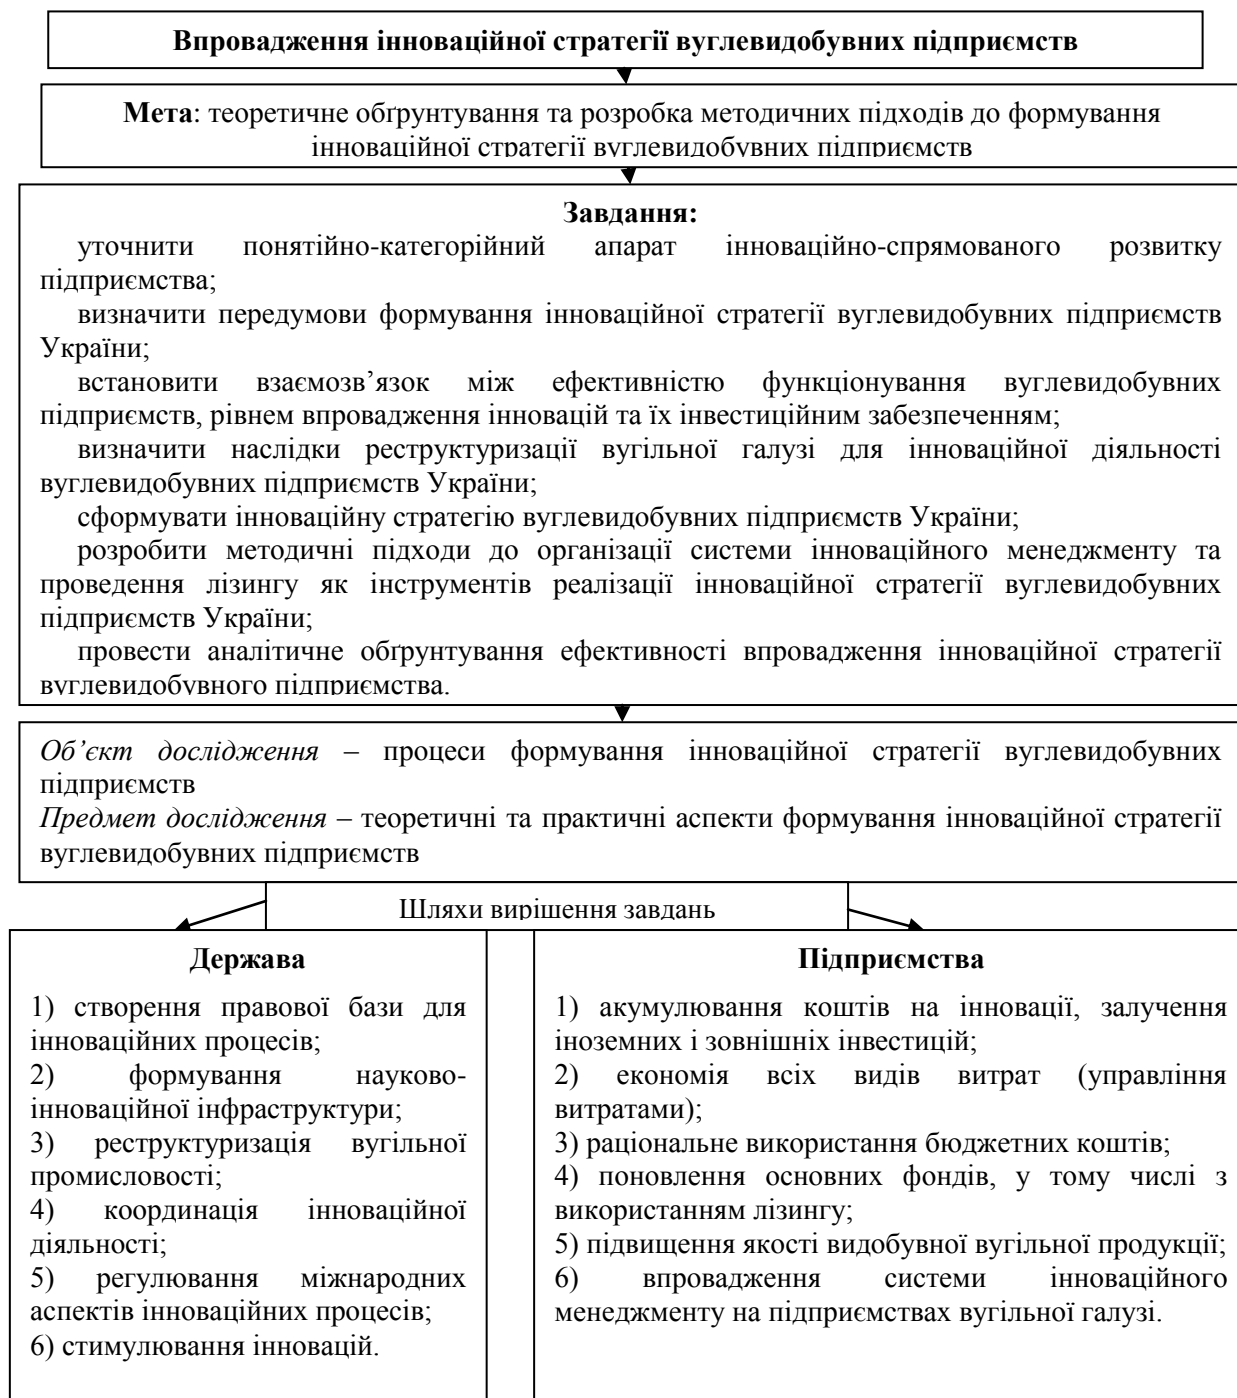 Впровадження інноваційної стратегії вуглевидобувних підприємств
Мета: теоретичне обґрунтування та розробка методичних підходів до формування
інноваційної стратегії вуглевидобувних підприємств
Завдання:
уточнити понятійно-категорійний апарат інноваційно-спрямованого розвитку
підприємства;
визначити передумови формування інноваційної стратегії вуглевидобувних підприємств
України;
встановити взаємозв’язок між ефективністю функціонування вуглевидобувних
підприємств, рівнем впровадження інновацій та їх інвестиційним забезпеченням;
визначити наслідки реструктуризації вугільної галузі для інноваційної діяльності
вуглевидобувних підприємств України;
сформувати інноваційну стратегію вуглевидобувних підприємств України;
розробити методичні підходи до організації системи інноваційного менеджменту та
проведення лізингу як інструментів реалізації інноваційної стратегії вуглевидобувних
підприємств України;
провести аналітичне обґрунтування ефективності впровадження інноваційної стратегії
вуглевидобувного підприємства.
Об’єкт дослідження – процеси формування інноваційної стратегії вуглевидобувних
підприємств
Предмет дослідження – теоретичні та практичні аспекти формування інноваційної стратегії
вуглевидобувних підприємств
Шляхи вирішення завдань
Держава
1) створення правової бази для
інноваційних процесів;
2) формування науково-
інноваційної інфраструктури;
3) реструктуризація вугільної
промисловості;
4) координація інноваційної
діяльності;
5) регулювання міжнародних
аспектів інноваційних процесів;
6) стимулювання інновацій.
Підприємства
1) акумулювання коштів на інновації, залучення
іноземних і зовнішніх інвестицій;
2) економія всіх видів витрат (управління
витратами);
3) раціональне використання бюджетних коштів;
4) поновлення основних фондів, у тому числі з
використанням лізингу;
5) підвищення якості видобувної вугільної продукції;
6) впровадження системи інноваційного
менеджменту на підприємствах вугільної галузі.